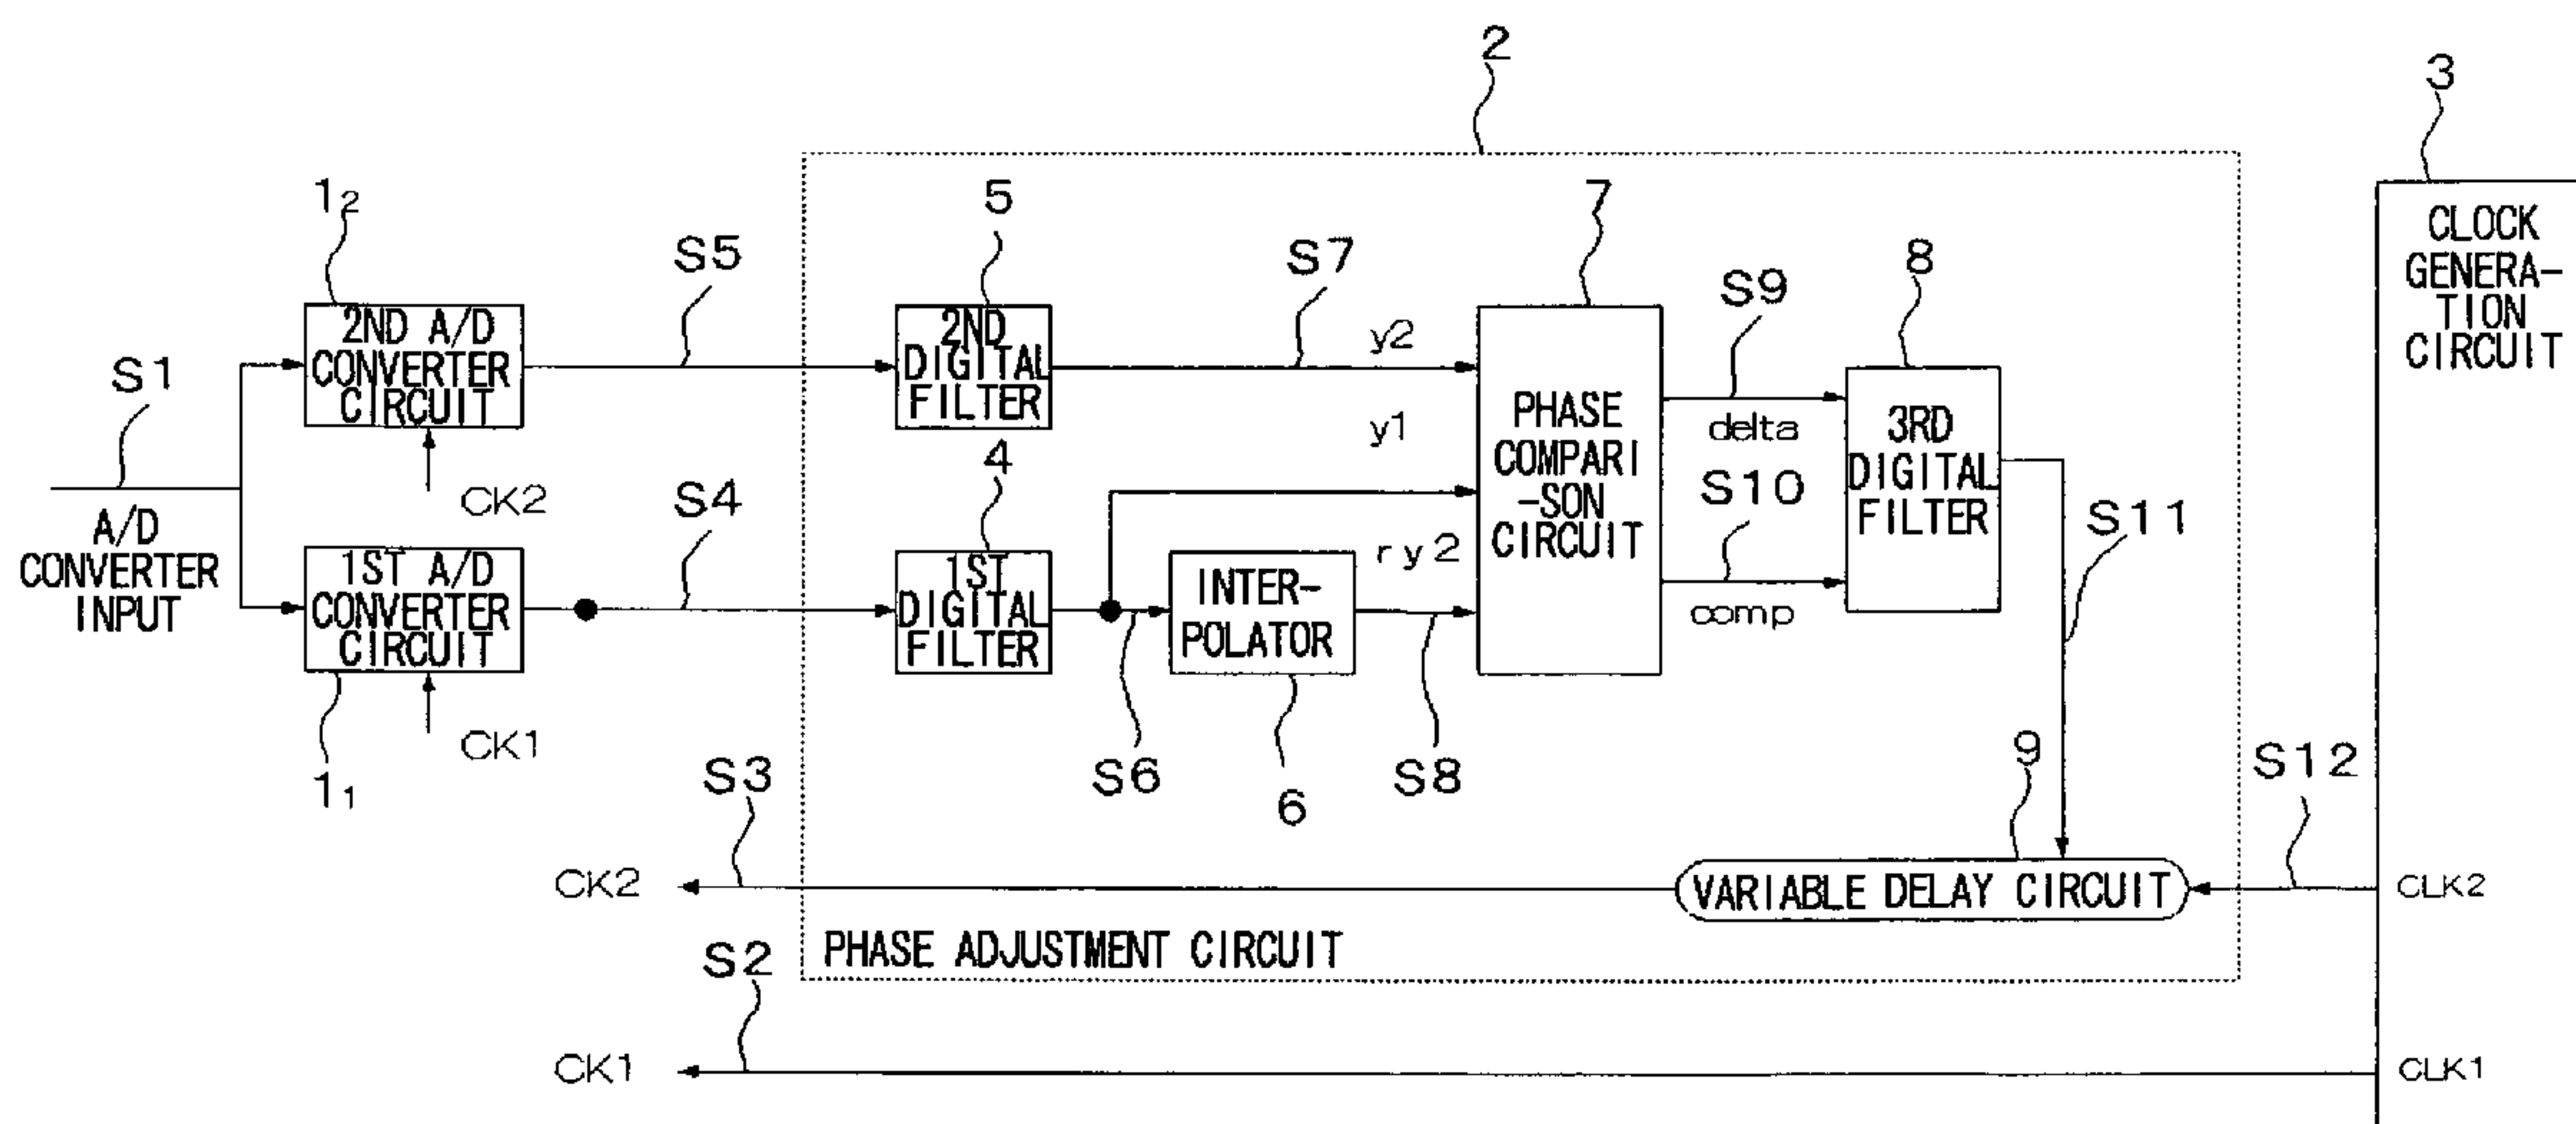 2
3
1₂
5
7
CLOCK
GENERA-
TION
CIRCUIT
S5
S7
S9
8
2ND A/D
CONVERTER
CIRCUIT
2ND
DIGITAL
FILTER
y2
S1
y1
PHASE
COMPARI
-SON
CIRCUIT
delta
3RD
DIGITAL
FILTER
CK2
S4
4
S10
S11
A/D
CONVERTER
INPUT
1ST A/D
CONVERTER
CIRCUIT
1ST
DIGITAL
FILTER
INTER-
POLATOR
ry2
comp
CK1
1₁
S3
S6
6
S8
9
S12
CK2
VARIABLE DELAY CIRCUIT
CLK2
PHASE ADJUSTMENT CIRCUIT
S2
CK1
CLK1